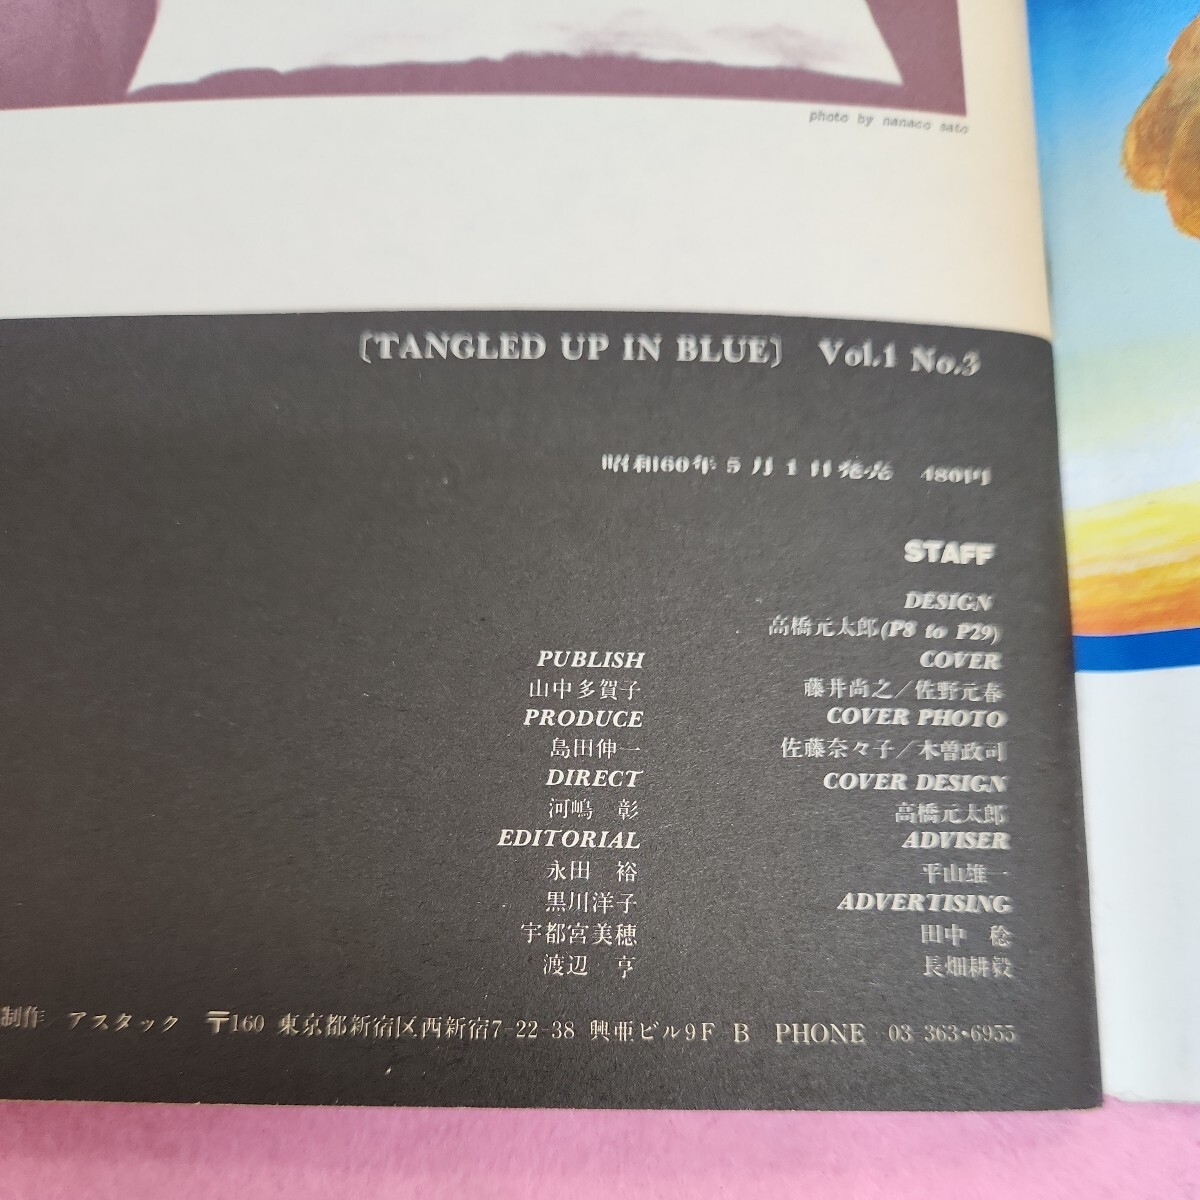 photo by nanaco sato
〔TANGLED UP IN BLUE〕 Vol.1 No.3
昭和60年5月1日発売 480円
STAFF
DESIGN
高橋元太郎(P8 to P29)
PUBLISH
山中多賀子
PRODUCE
島田伸一
DIRECT
河嶋 彰
EDITORIAL
永田 裕
黒川洋子
宇都宮美穂
渡辺 亨
COVER
藤井尚之／佐野元春
COVER PHOTO
佐藤奈々子／木曽政司
COVER DESIGN
高橋元太郎
ADVISER
平山雄一
ADVERTISING
田中 稔
長畑耕毅
制作 アスタック 〒160 東京都新宿区西新宿7-22-38 興亜ビル9F B PHONE 03 363・6955